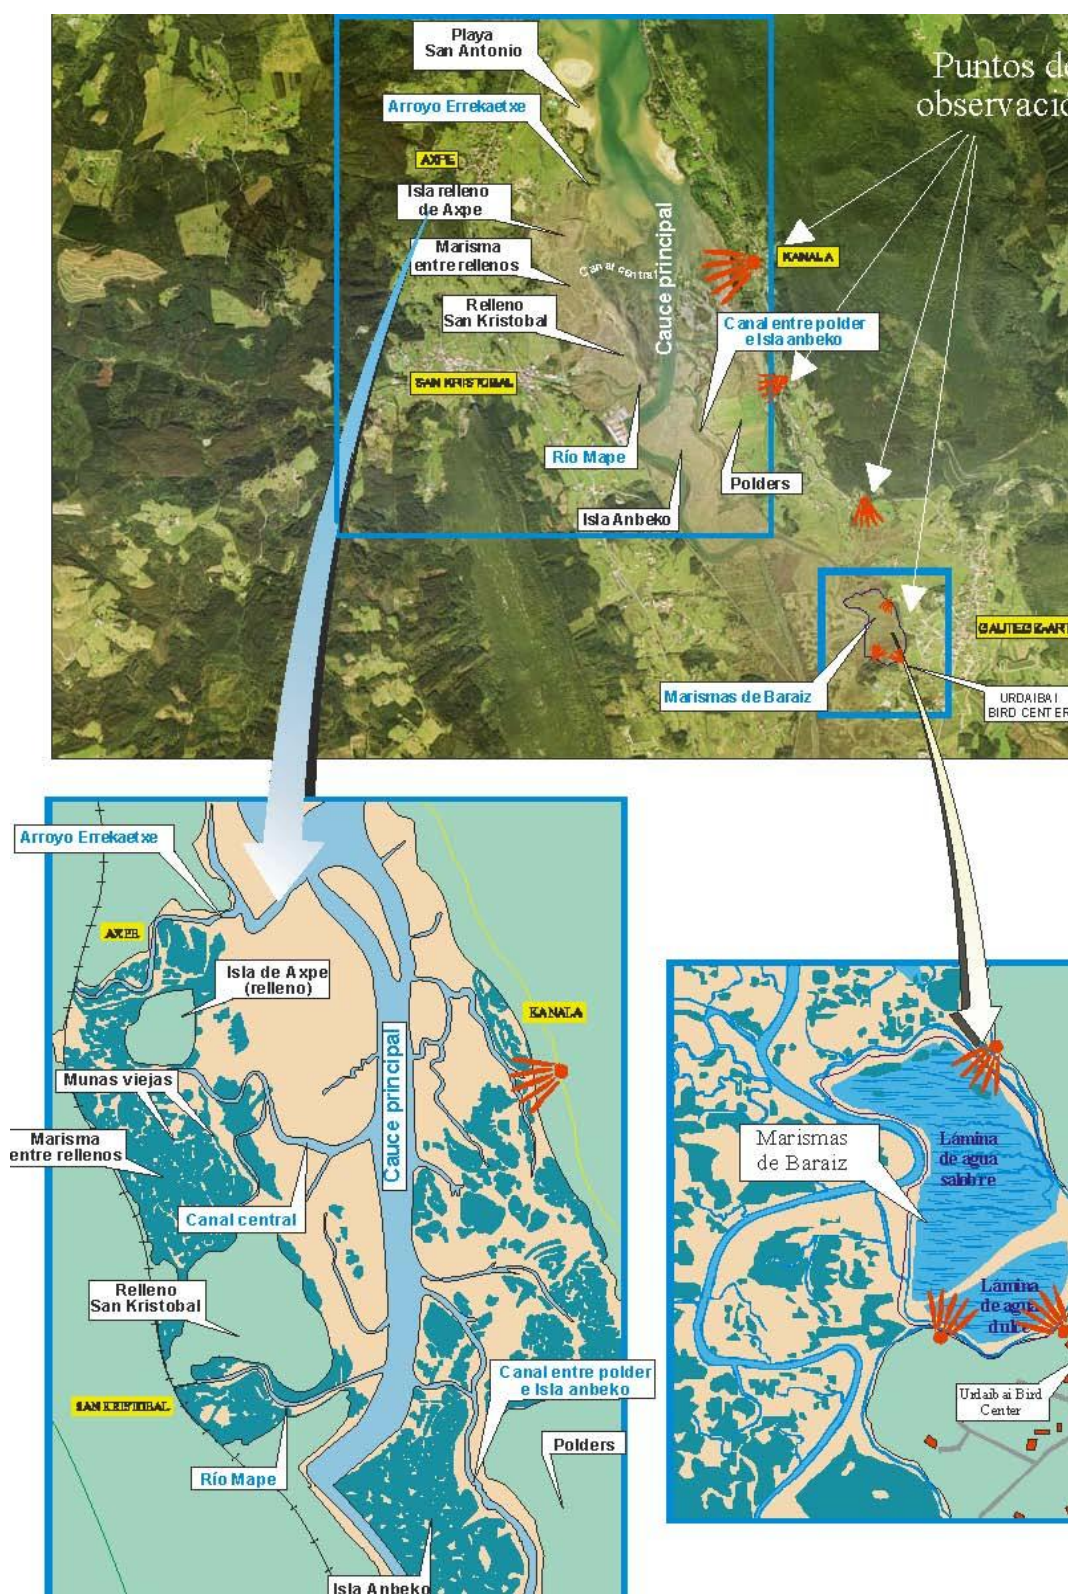 Playa
San Antonio
Puntos de
observació
Arroyo Errekaetxe
AXPE
Isla relleno
de Axpe
Marisma
entre rellenos
Canal central
Cauce principal
KANALA
Relleno
San Kristobal
Canal entre polder
e Isla anbeko
SAN KRISTOBAL
Río Mape
Polders
Isla Anbeko
GAUTEGIZ-ART
Marismas de Baraiz
URDAIBAI
BIRD CENTER
Arroyo Errekaetxe
AXPE
Isla de Axpe
(relleno)
KANALA
Cauce principal
Munas viejas
Marisma
entre rellenos
Canal central
Relleno
San Kristobal
Canal entre polder
e Isla anbeko
SAN KRISTOBAL
Polders
Río Mape
Isla Anbeko
Marismas
de Baraiz
Lámina
de agua
salobre
Lámina
de agua
dulc
Urdaibai Bird
Center